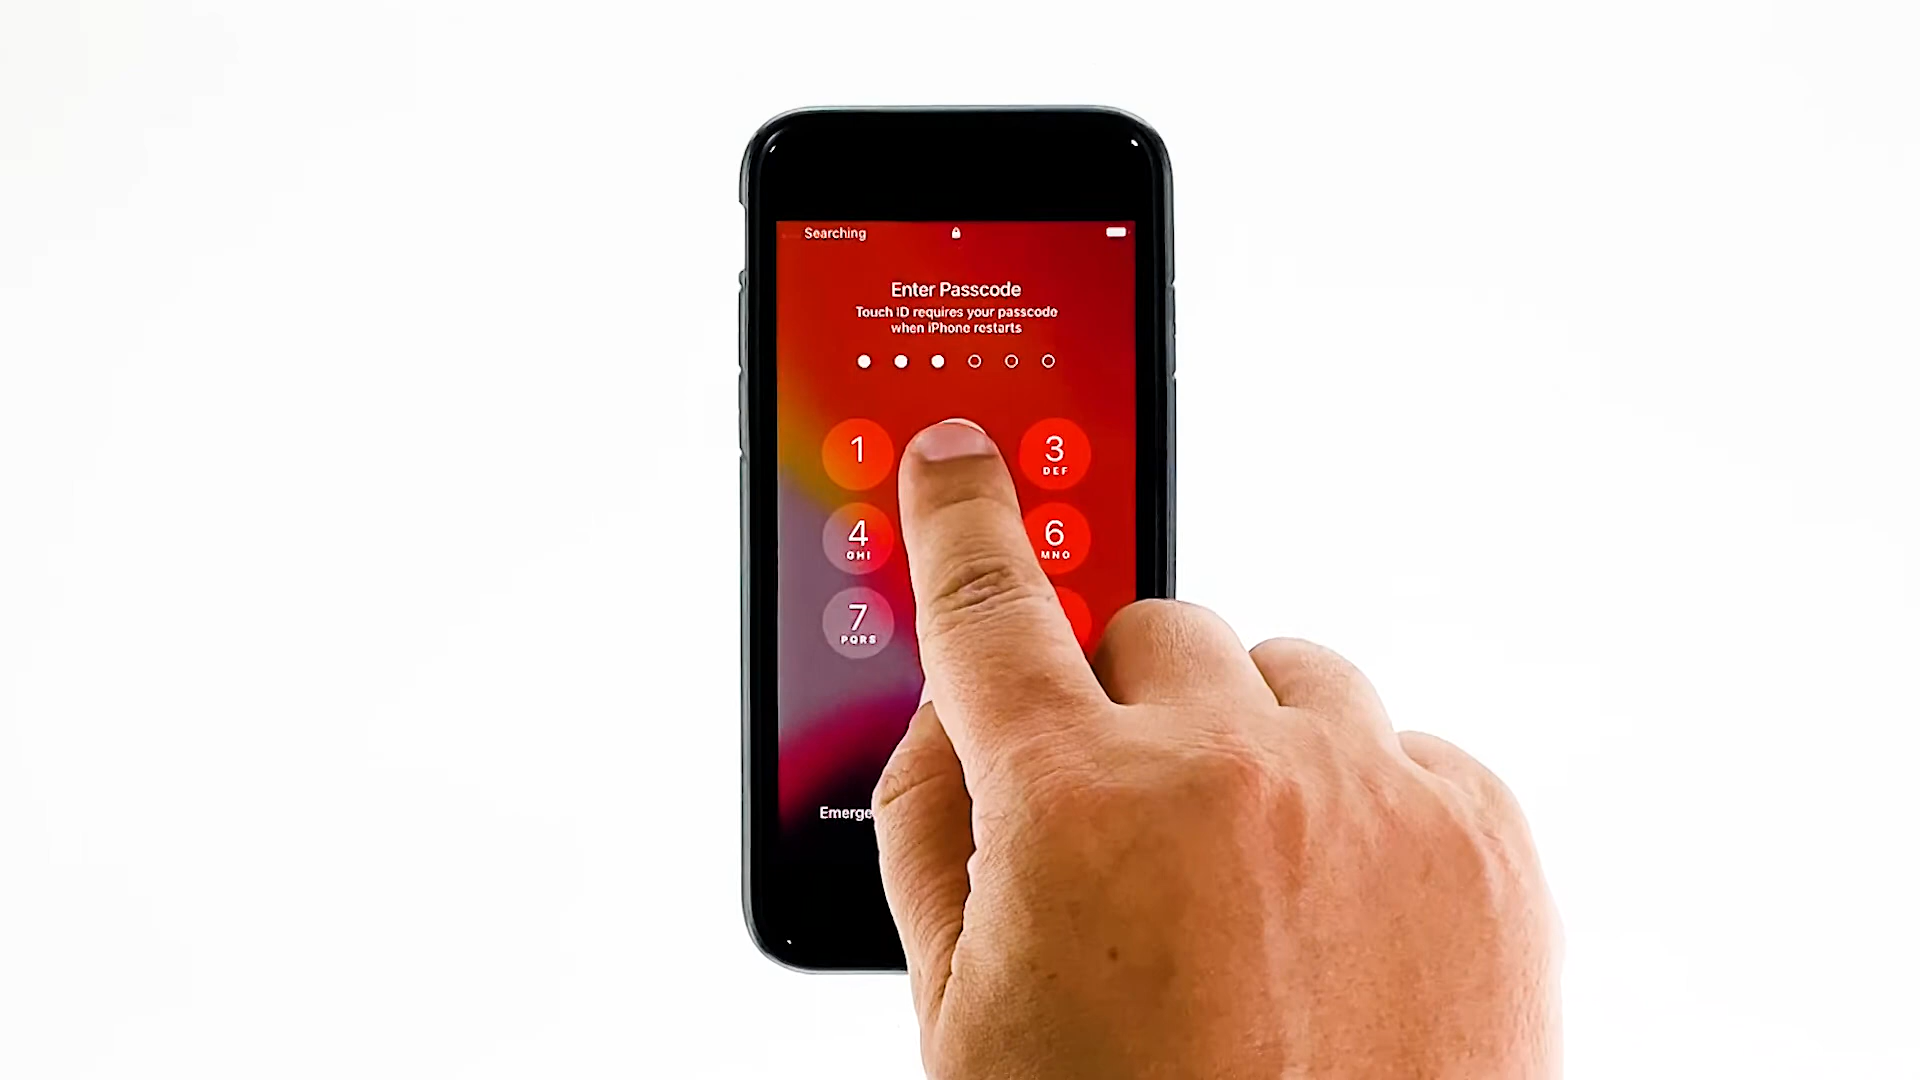 Searching
Enter Passcode
Touch ID requires your passcode
when iPhone restarts
1
3
DEF
4
GHI
6
MNO
7
PQRS